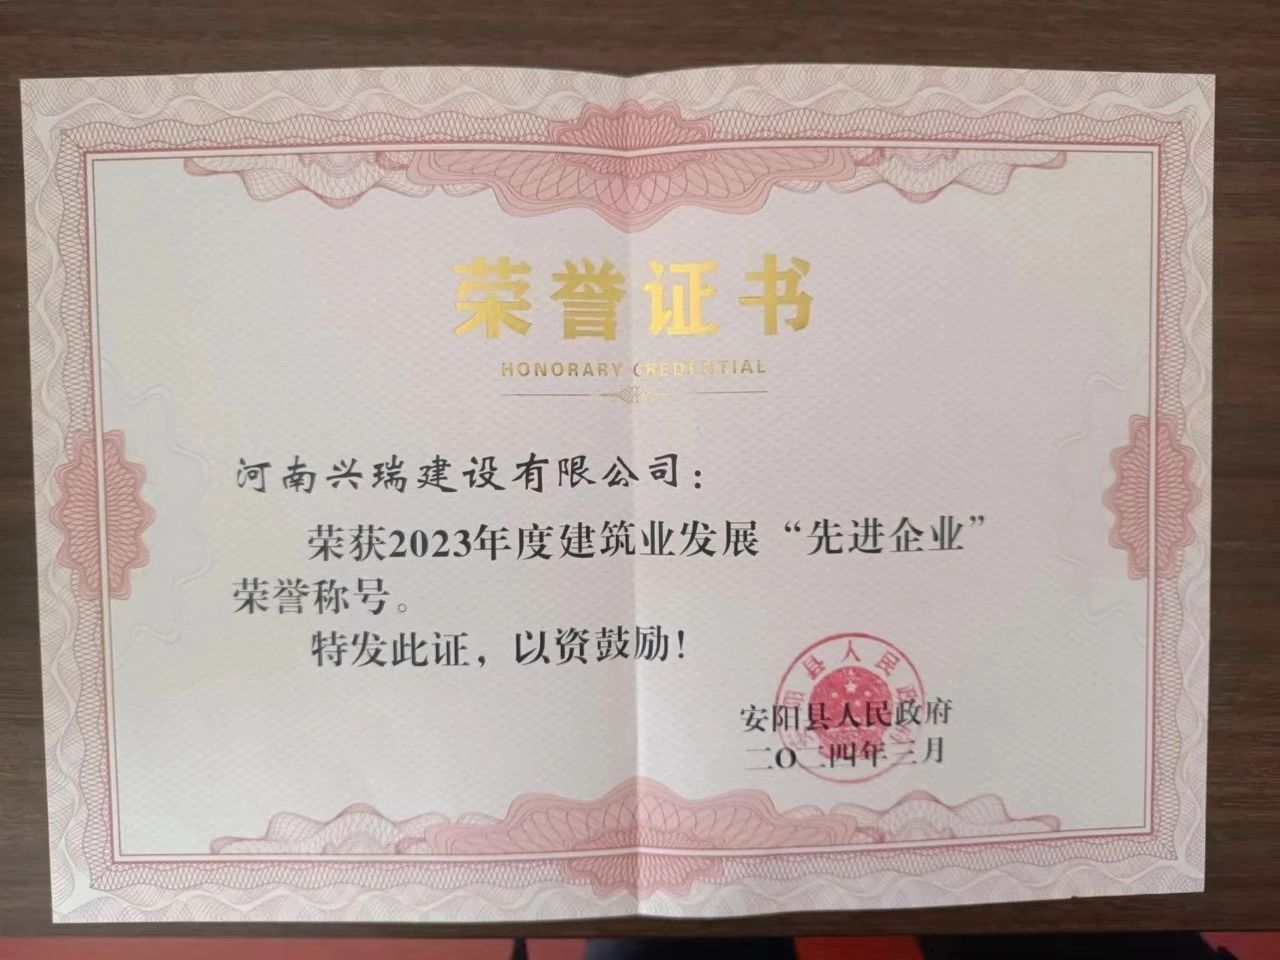 荣誉证书
HONORARY CREDENTIAL
河南兴瑞建设有限公司：
荣获2023年度建筑业发展“先进企业”
荣誉称号。
特发此证，以资鼓励！
安阳县人民政府
二〇二四年三月